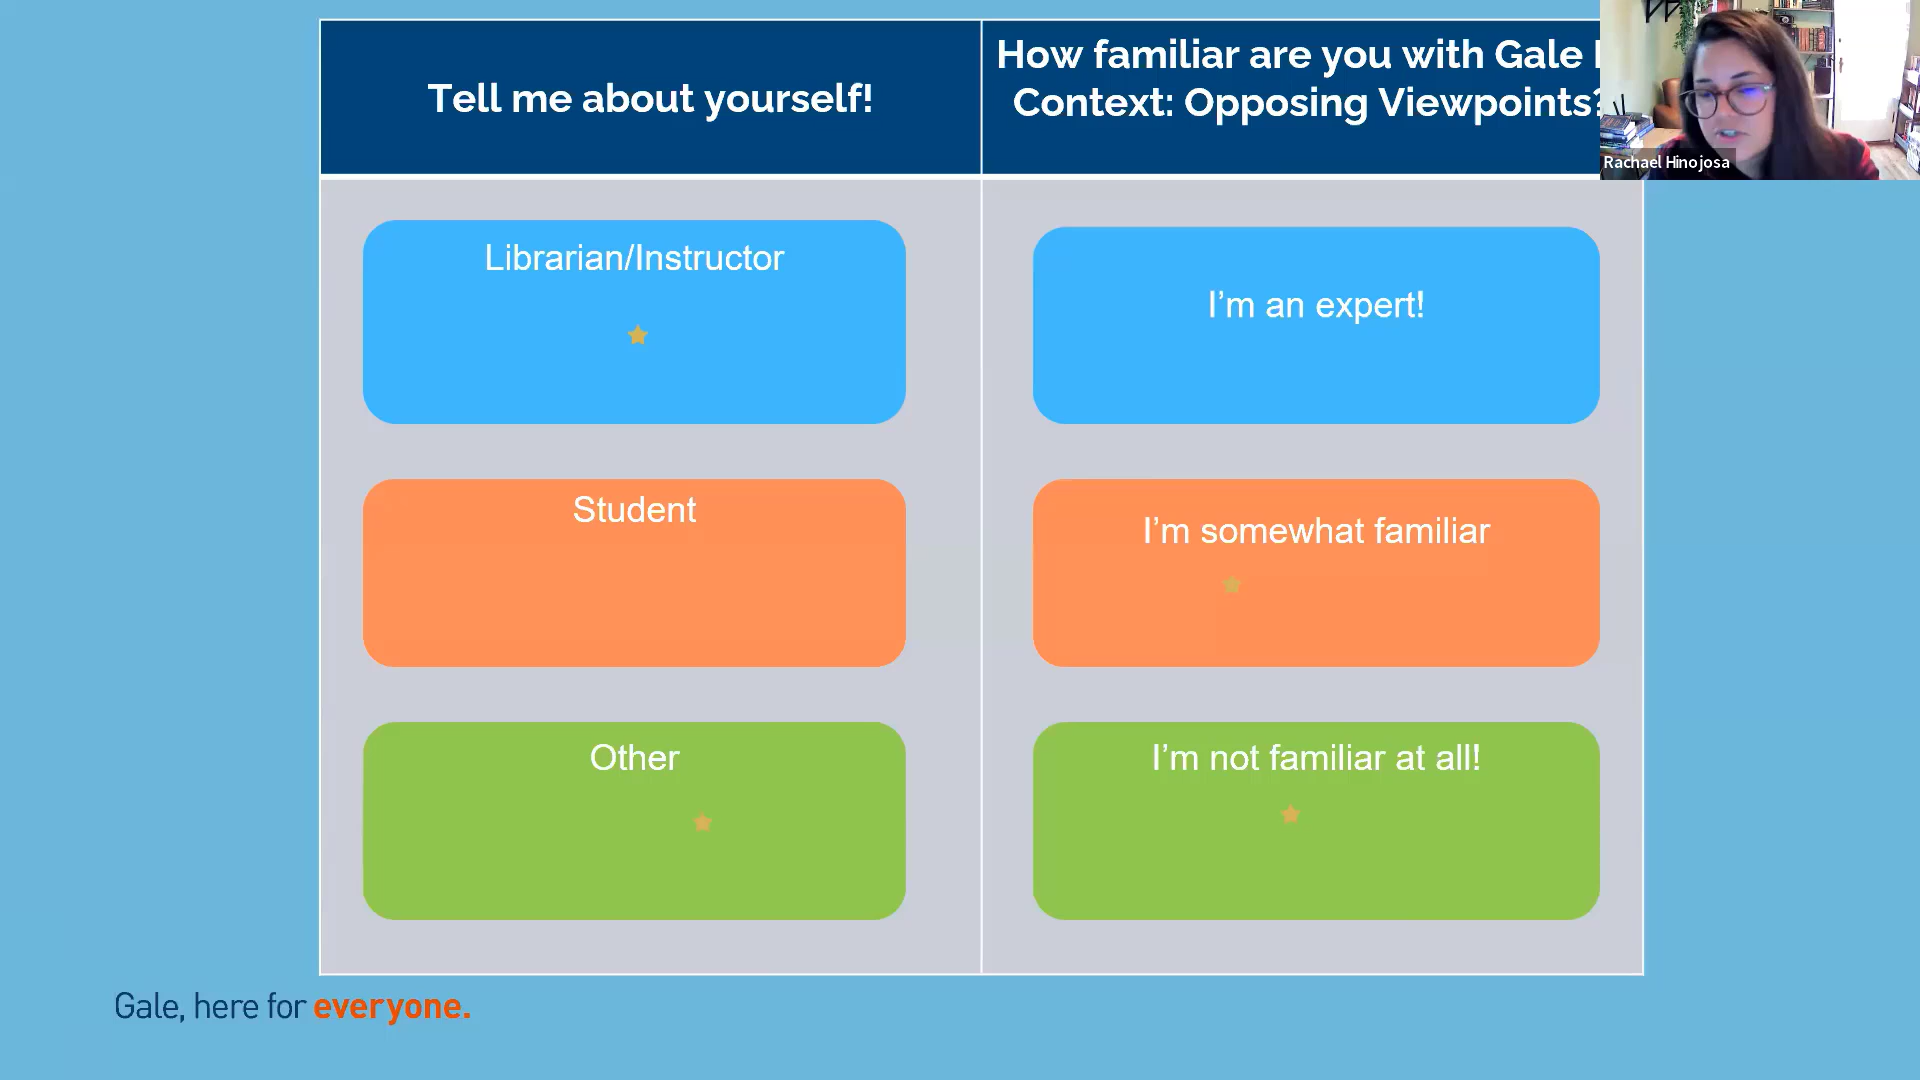 Tell me about yourself!
How familiar are you with Gale
Context: Opposing Viewpoints?
Rachael Hinojosa
Librarian/Instructor
I’m an expert!
Student
I’m somewhat familiar
Other
I’m not familiar at all!
Gale, here for everyone.